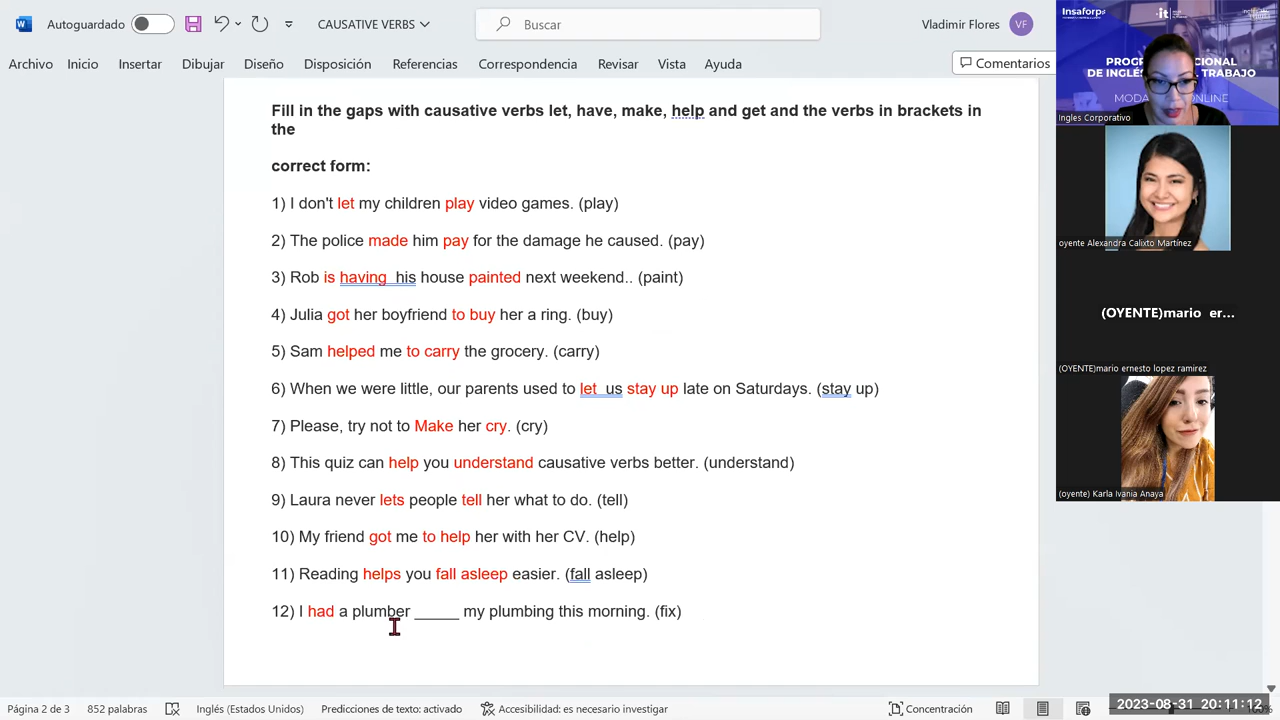 Autoguardado CAUSATIVE VERBS Buscar Vladimir Flores VF
Archivo Inicio Insertar Dibujar Diseño Disposición Referencias Correspondencia Revisar Vista Ayuda Comentarios
Fill in the gaps with causative verbs let, have, make, help and get and the verbs in brackets in
the
correct form:
1) I don't let my children play video games. (play)
2) The police made him pay for the damage he caused. (pay)
3) Rob is having his house painted next weekend.. (paint)
4) Julia got her boyfriend to buy her a ring. (buy)
5) Sam helped me to carry the grocery. (carry)
6) When we were little, our parents used to let us stay up late on Saturdays. (stay up)
7) Please, try not to Make her cry. (cry)
8) This quiz can help you understand causative verbs better. (understand)
9) Laura never lets people tell her what to do. (tell)
10) My friend got me to help her with her CV. (help)
11) Reading helps you fall asleep easier. (fall asleep)
12) I had a plumber _____ my plumbing this morning. (fix)
Página 2 de 3 852 palabras Inglés (Estados Unidos) Predicciones de texto: activado Accesibilidad: es necesario investigar Concentración
Insaforp
MODA ONLINE
Ingles Corporativo
oyente Alexandra Calixto Martínez
(OYENTE)mario er...
(OYENTE)mario ernesto lopez ramirez
(oyente) Karla Ivania Anaya
2023-08-31 20:11:12